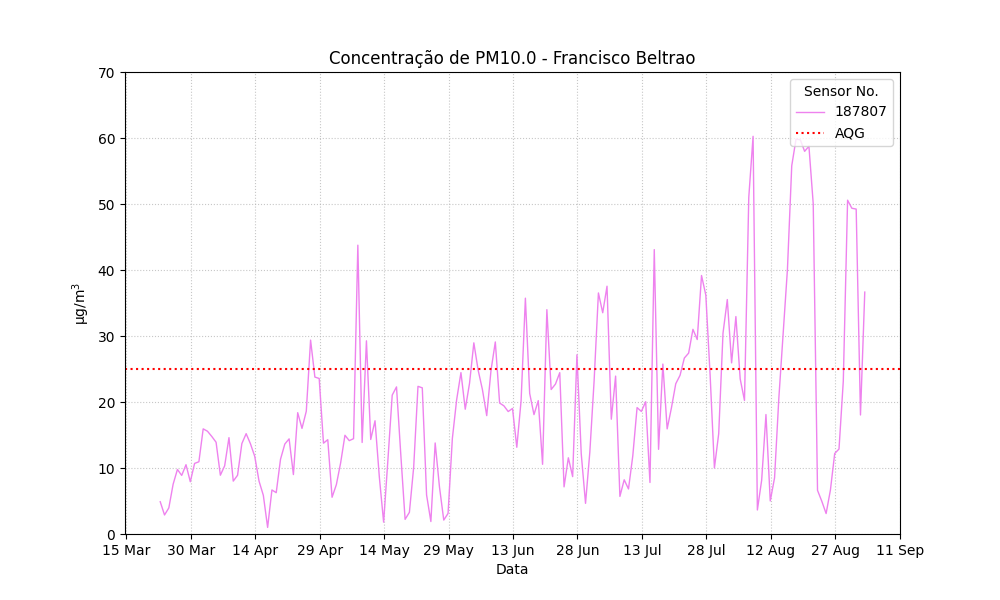 Concentração de PM10.0 - Francisco Beltrao
Sensor No.
187807
AQG
70
60
50
40
30
20
10
0
µg/m³
15 Mar 30 Mar 14 Apr 29 Apr 14 May 29 May 13 Jun 28 Jun 13 Jul 28 Jul 12 Aug 27 Aug 11 Sep
Data